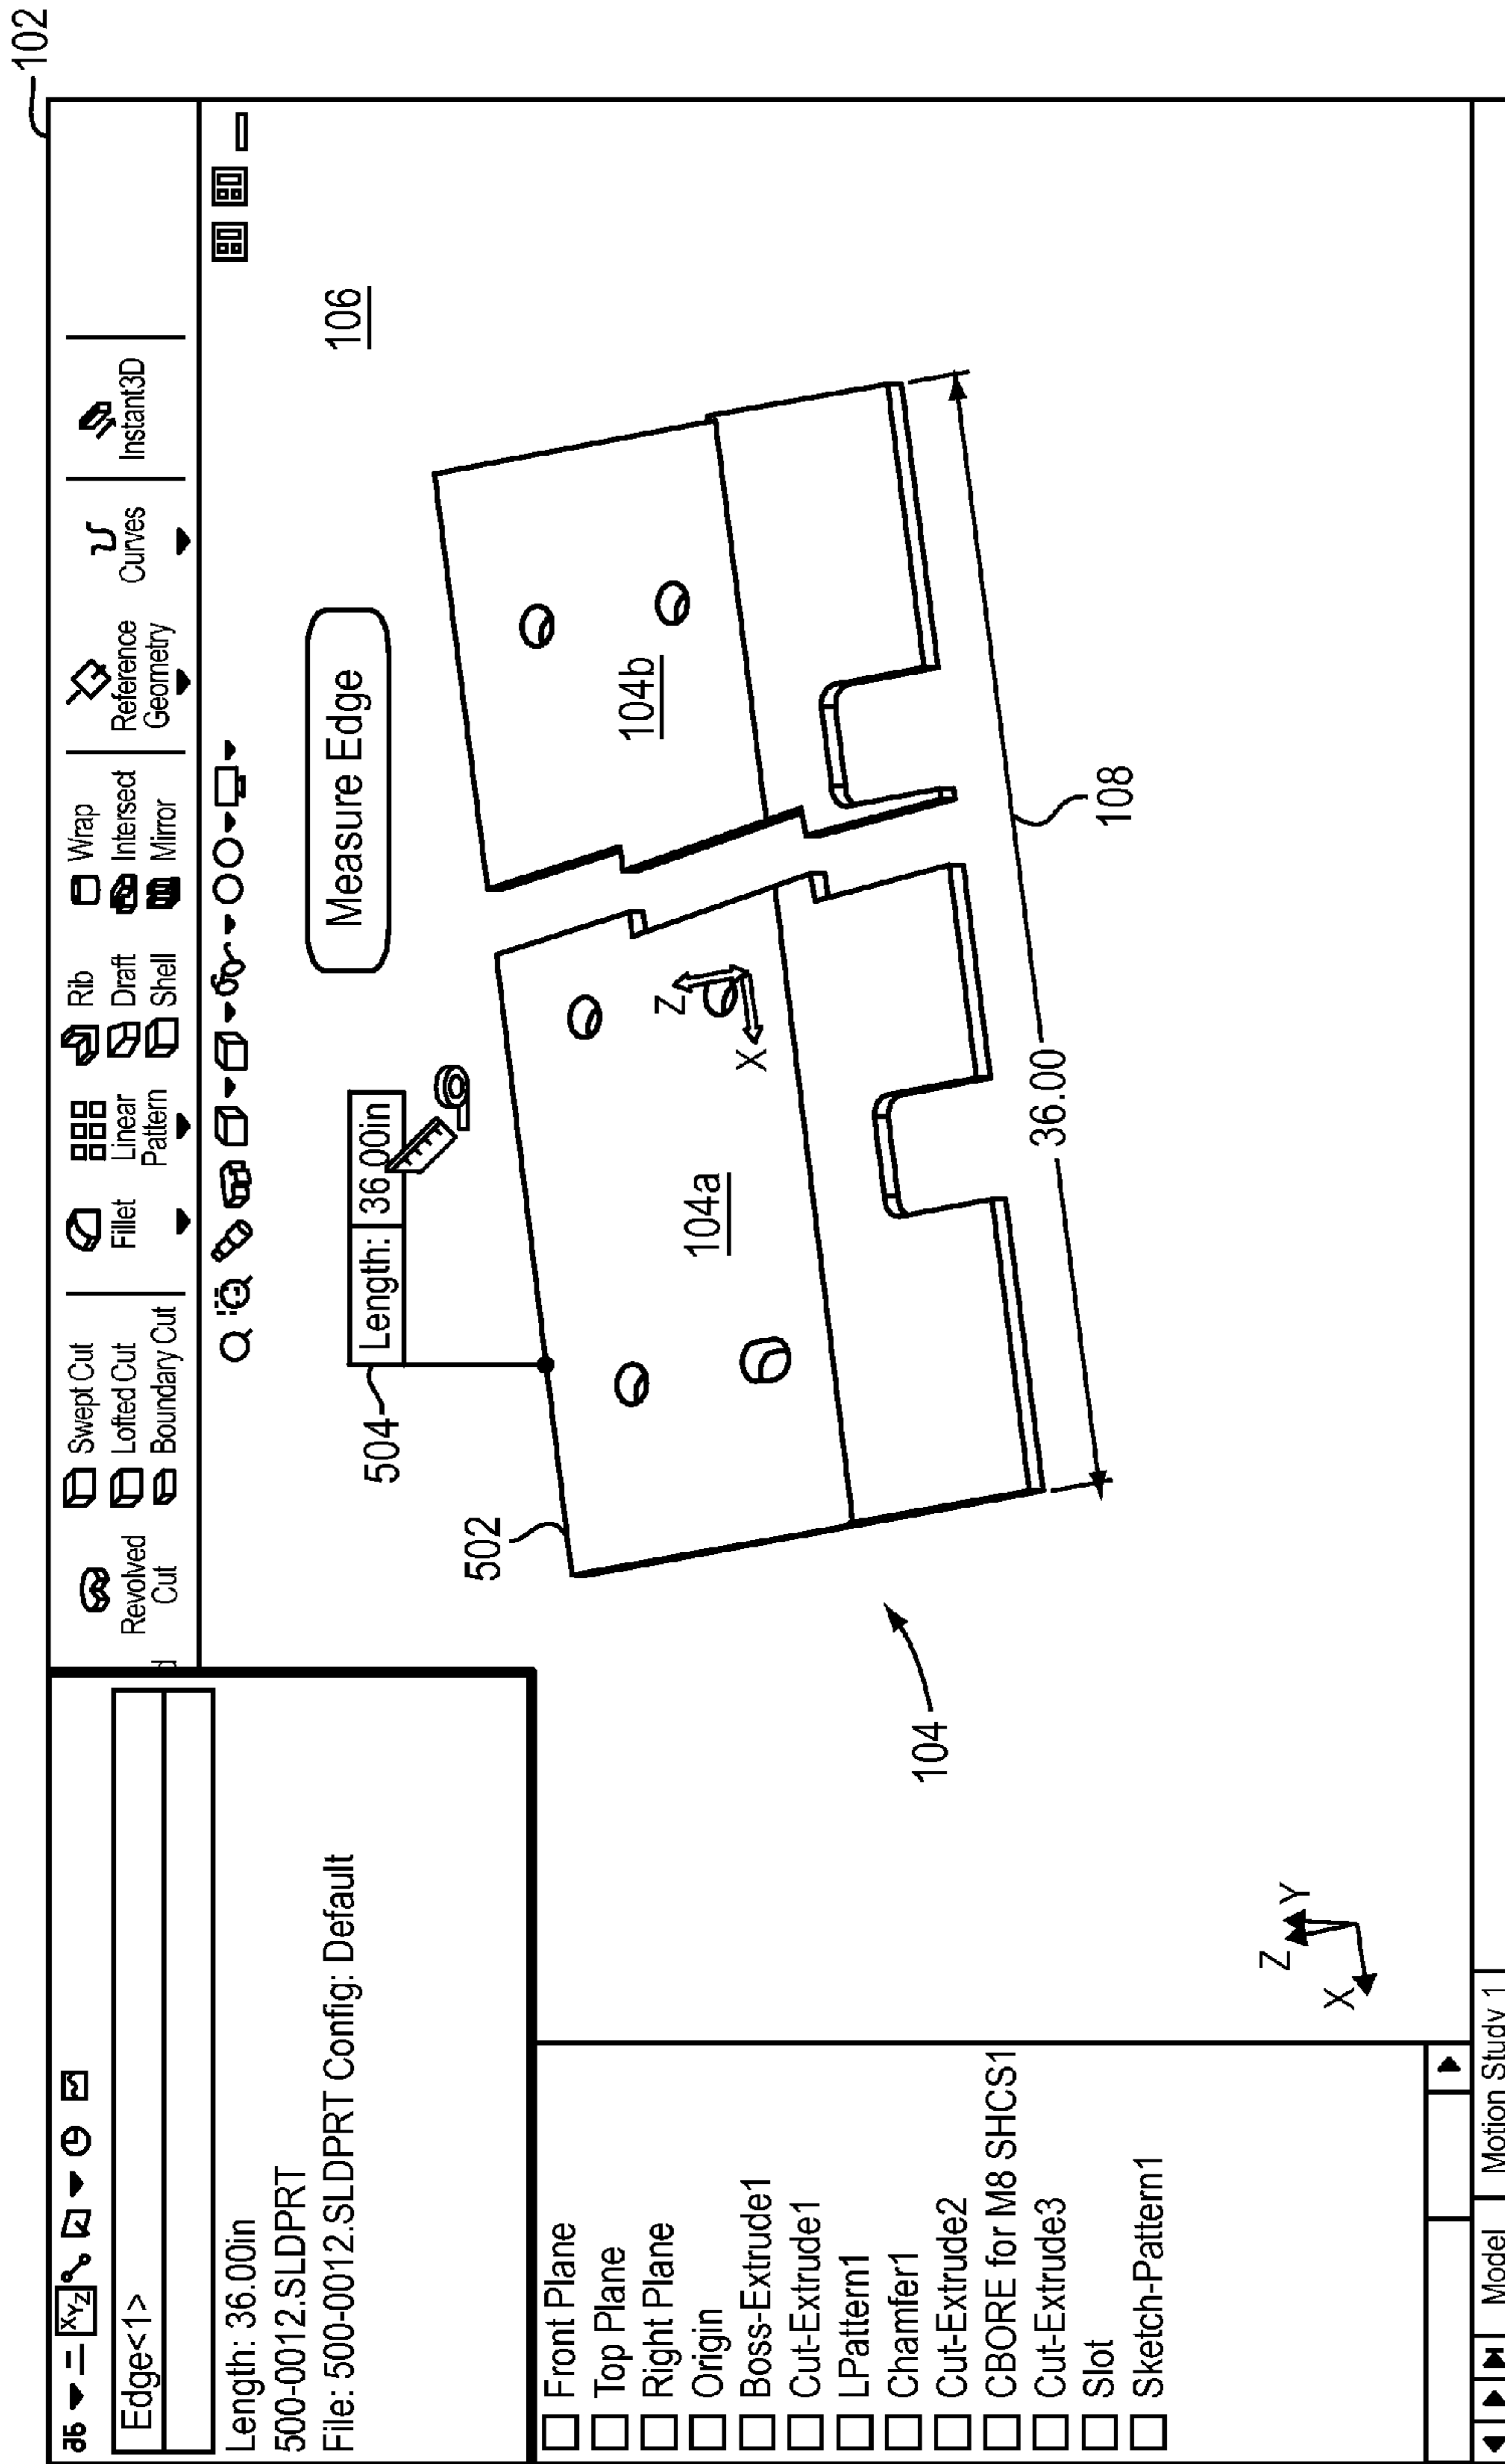 102
Revolved
Cut
Swept Cut
Lofted Cut
Boundary Cut
Fillet
Linear
Pattern
Rib
Draft
Shell
Wrap
Intersect
Mirror
Reference
Geometry
Curves
Instant3D
XYZ
Edge<1>
Length: 36.00in
500-0012.SLDPRT
File: 500-0012.SLDPRT Config: Default
Front Plane
Top Plane
Right Plane
Origin
Boss-Extrude1
Cut-Extrude1
LPattern1
Chamfer1
Cut-Extrude2
CBORE for M8 SHCS1
Cut-Extrude3
Slot
Sketch-Pattern1
Measure Edge
106
504
Length: 36.00in
502
104a
104b
Z
X
36.00
108
104
Z
Y
X
Model
Motion Study 1